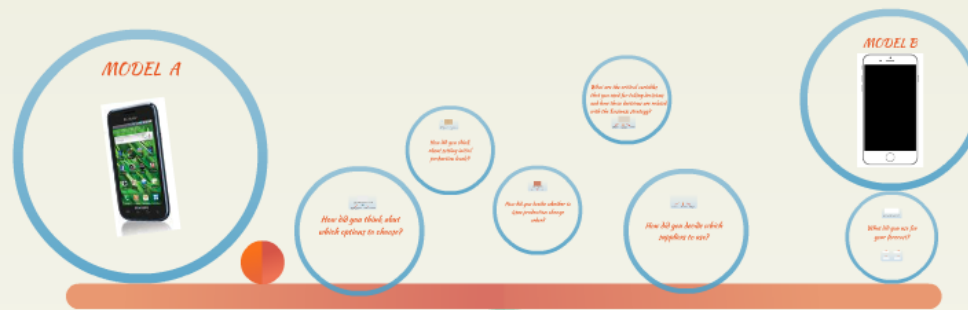 MODEL A
How did you think about
which options to choose?
How did you think
about setting initial
production levels?
How did you decide whether to
issue production change
orders?
What are the critical variables
that you used for taking decisions
and how these decisions are related
with the Business strategy?
How did you decide which
suppliers to use?
MODEL B
What did you use for
your forecast?